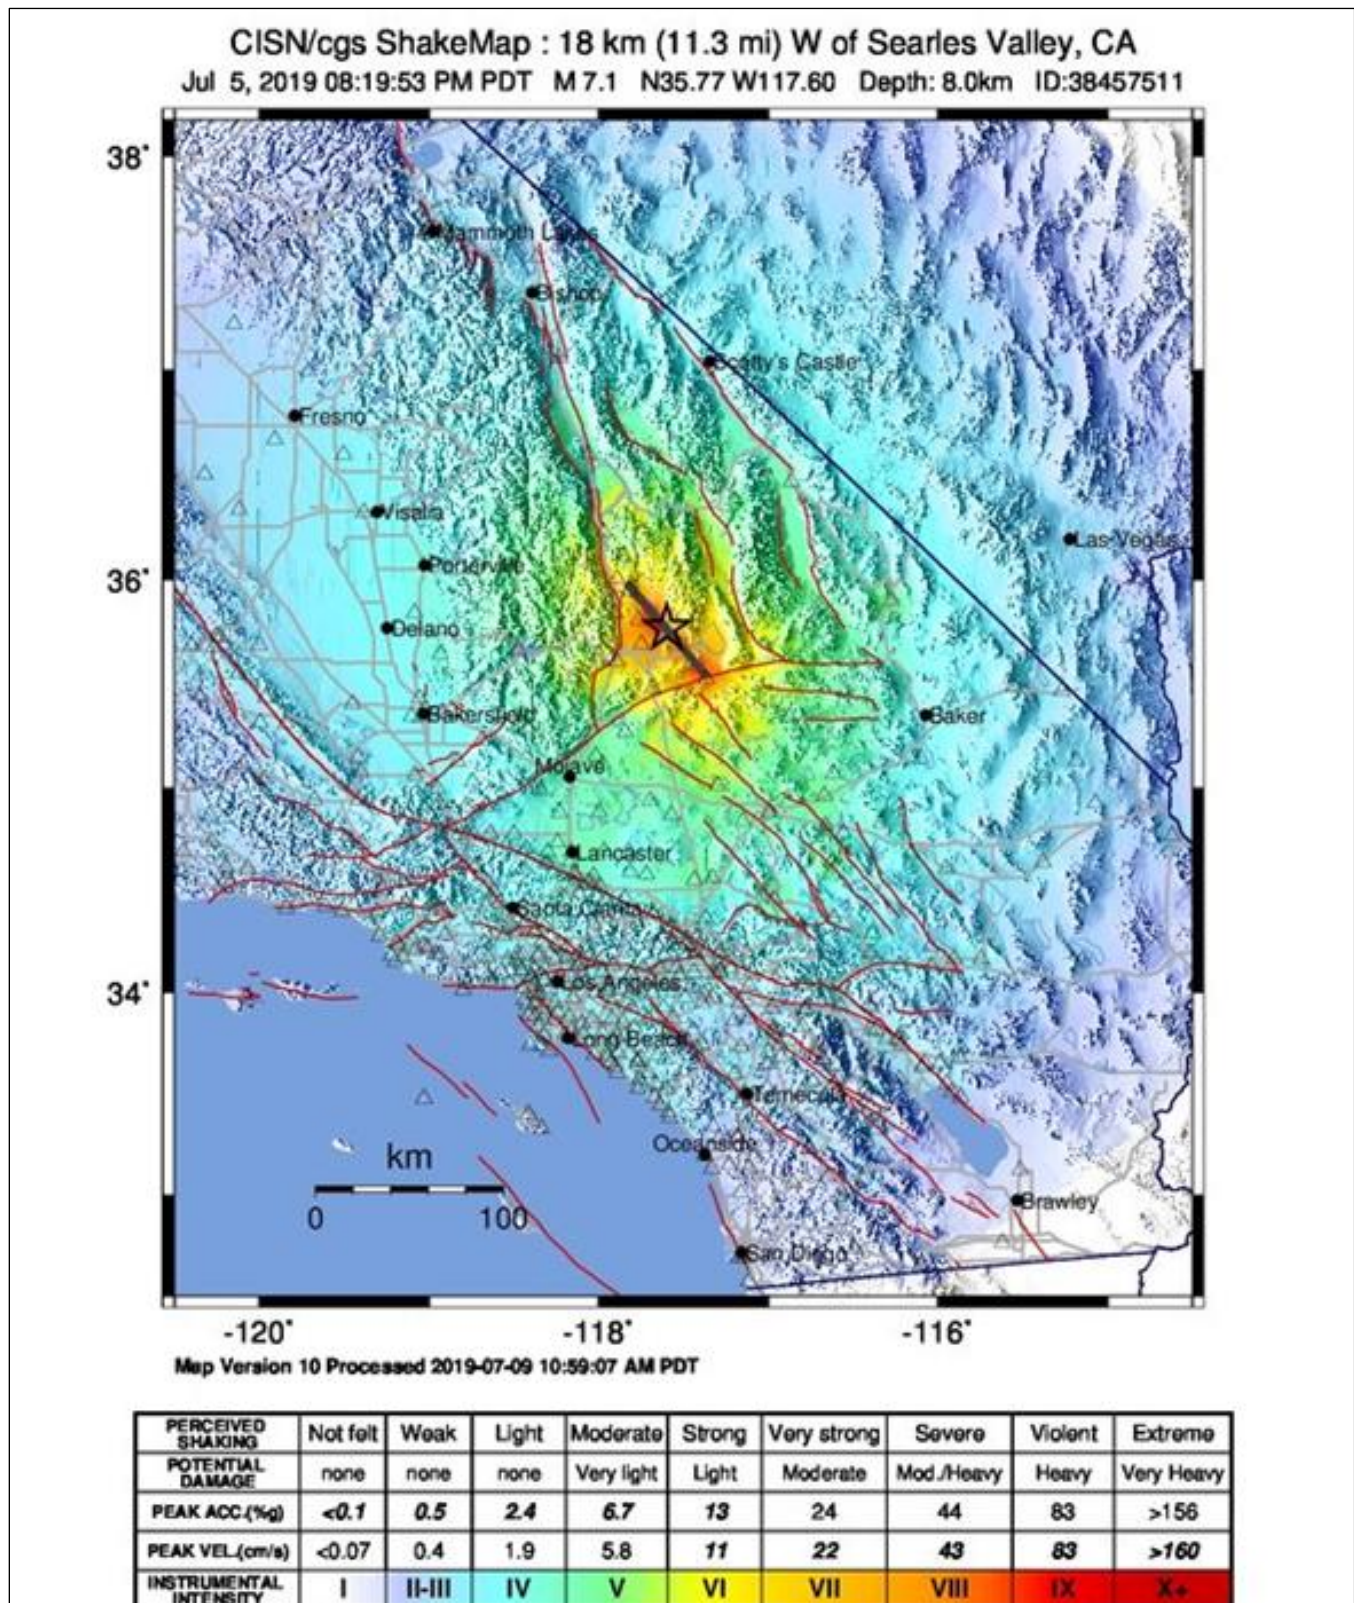 CISN/cgs ShakeMap : 18 km (11.3 mi) W of Searles Valley, CA
Jul 5, 2019 08:19:53 PM PDT M 7.1 N35.77 W117.60 Depth: 8.0km ID:38457511
38°
Mammoth Lakes
Bishop
Scotty's Castle
Fresno
Visalia
Las Vegas
Porterville
36°
Delano
Bakersfield
Baker
Mojave
Lancaster
Santa Clarita
Los Angeles
34°
Long Beach
Temecula
Oceanside
km
Brawley
0 100
San Diego
-120° -118° -116°
Map Version 10 Processed 2019-07-09 10:59:07 AM PDT
PERCEIVED SHAKING Not felt Weak Light Moderate Strong Very strong Severe Violent Extreme
POTENTIAL DAMAGE none none none Very light Light Moderate Mod./Heavy Heavy Very Heavy
PEAK ACC.(%g) <0.1 0.5 2.4 6.7 13 24 44 83 >156
PEAK VEL.(cm/s) <0.07 0.4 1.9 5.8 11 22 43 83 >160
INSTRUMENTAL INTENSITY I II-III IV V VI VII VIII IX X+